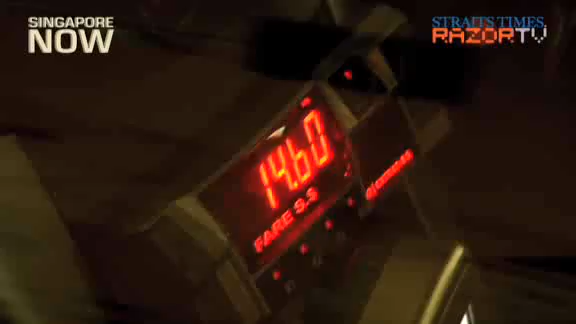 SINGAPORE
NOW
STRAITS TIMES
RAZORTV
14.60
FARE S.$